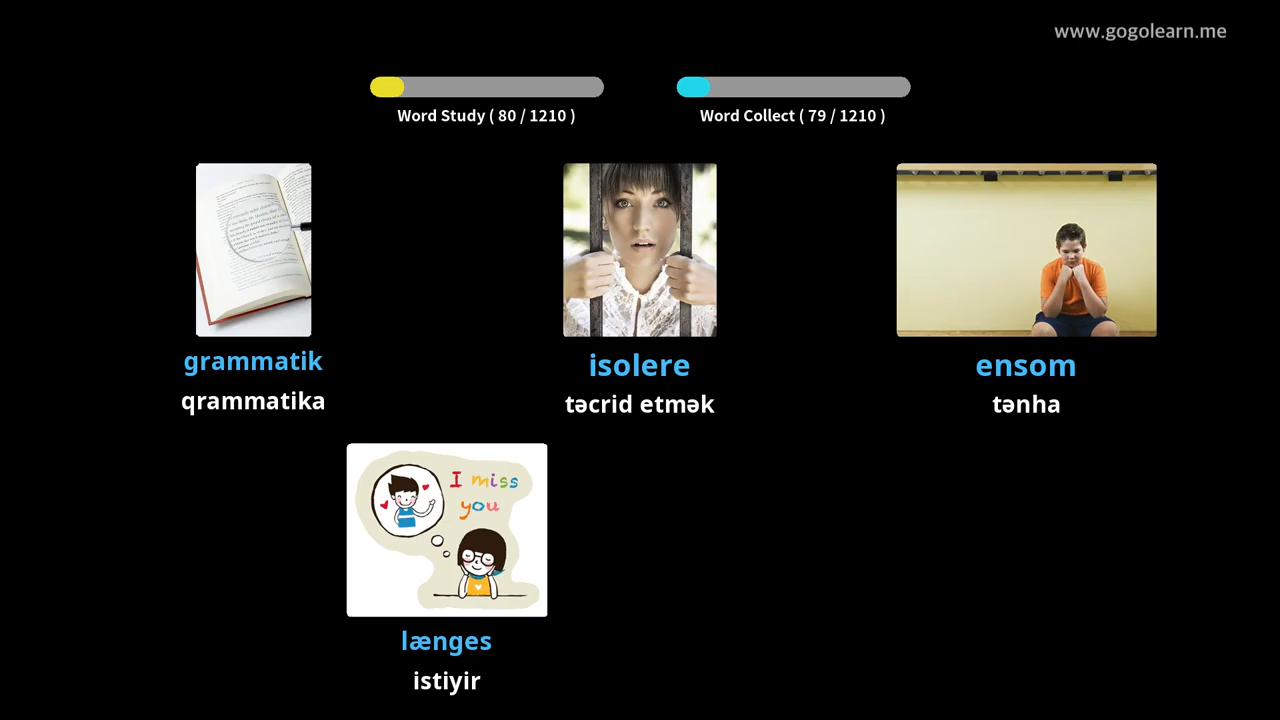 www.gogolearn.me
Word Study ( 80 / 1210 )
Word Collect ( 79 / 1210 )
grammatik
qrammatika
isolere
təcrid etmək
ensom
tənha
I miss
you
længes
istiyir